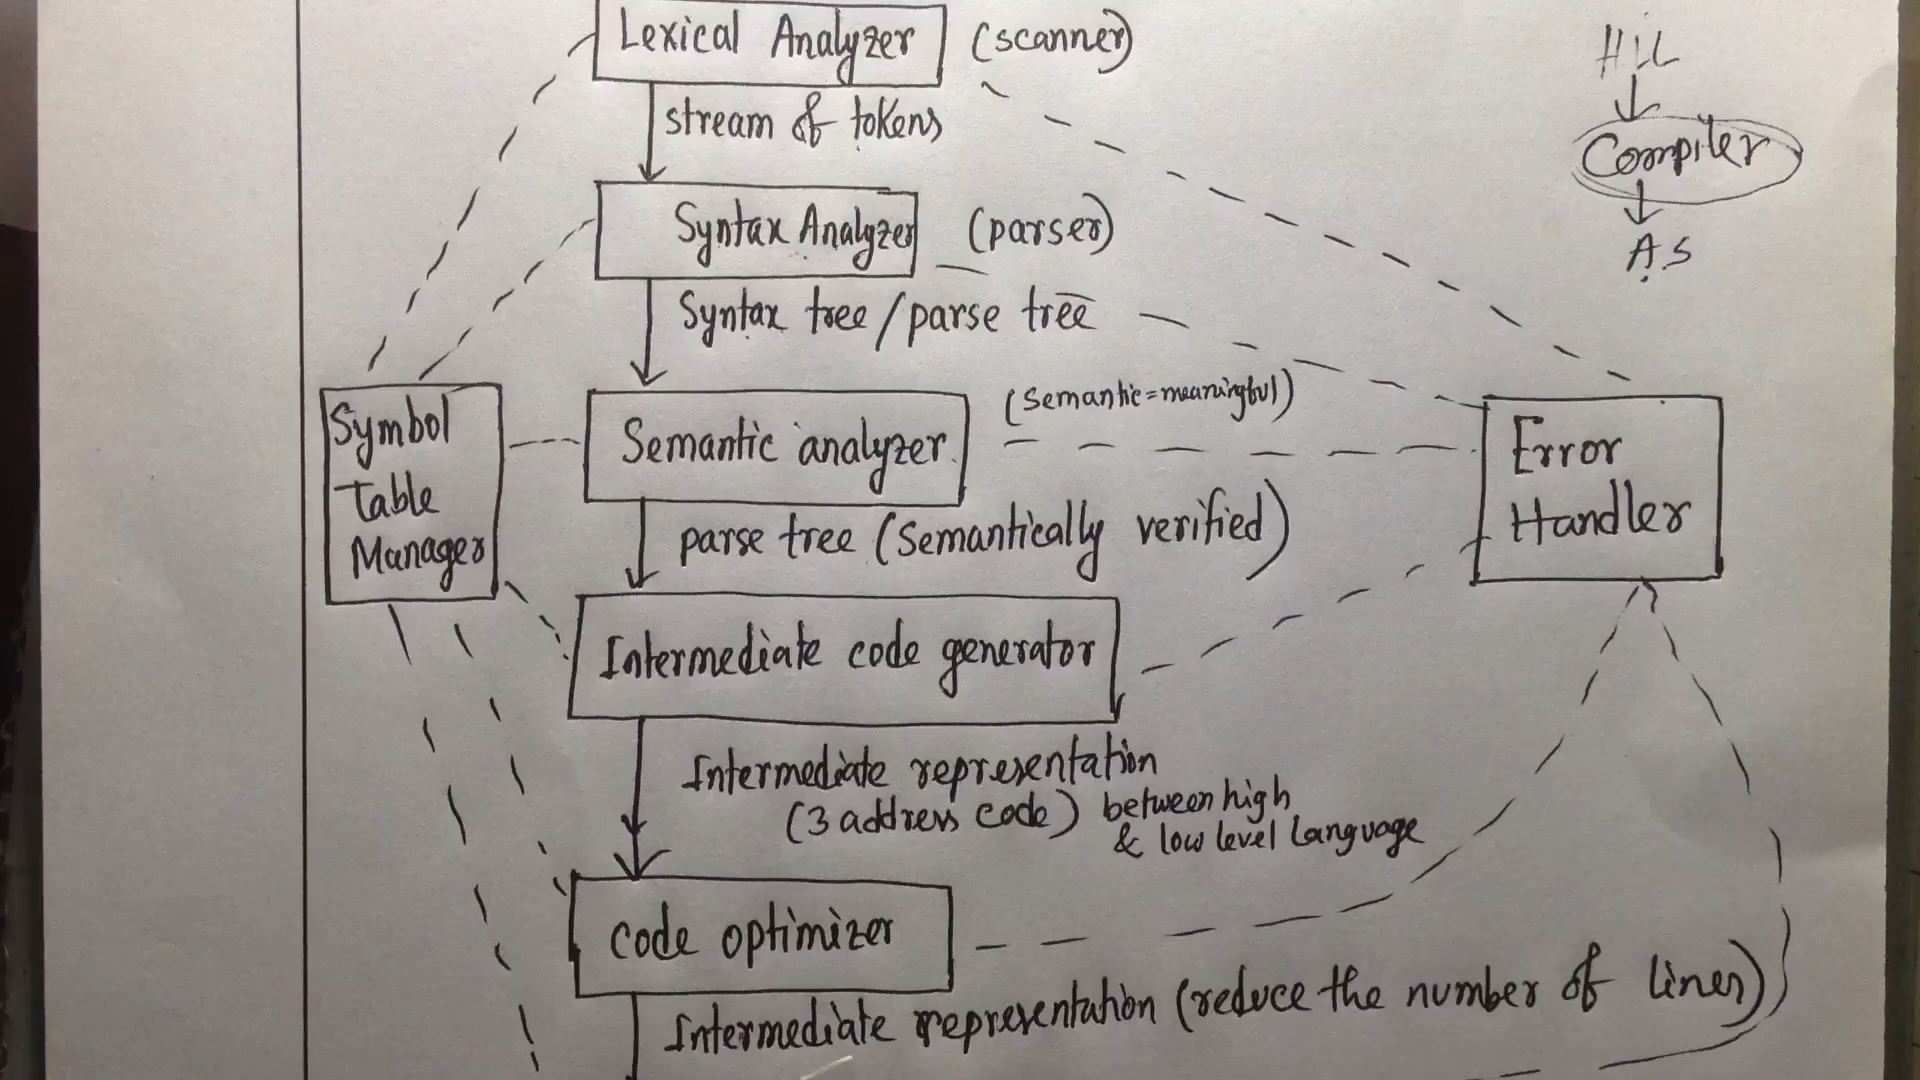 Lexical Analyzer (scanner)
stream of tokens
Syntax Analyzer (parser)
Syntax tree/parse tree
(Semantic=meaningful)
Semantic analyzer.
parse tree (Semantically verified)
Intermediate code generator
Intermediate representation
(3 address code) between high
& low level language
code optimizer
Intermediate representation (reduce the number of lines)
Symbol
Table
Manager
Error
Handler
HLL
Compiler
A.S